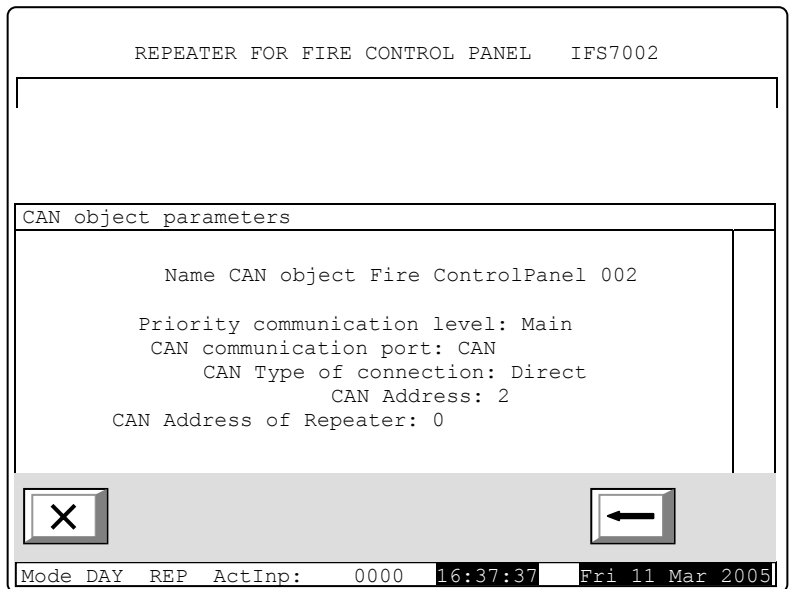 REPEATER FOR FIRE CONTROL PANEL IFS7002
CAN object parameters
Name CAN object Fire ControlPanel 002
Priority communication level: Main
CAN communication port: CAN
CAN Type of connection: Direct
CAN Address: 2
CAN Address of Repeater: 0
Mode DAY REP ActInp: 0000 16:37:37 Fri 11 Mar 2005